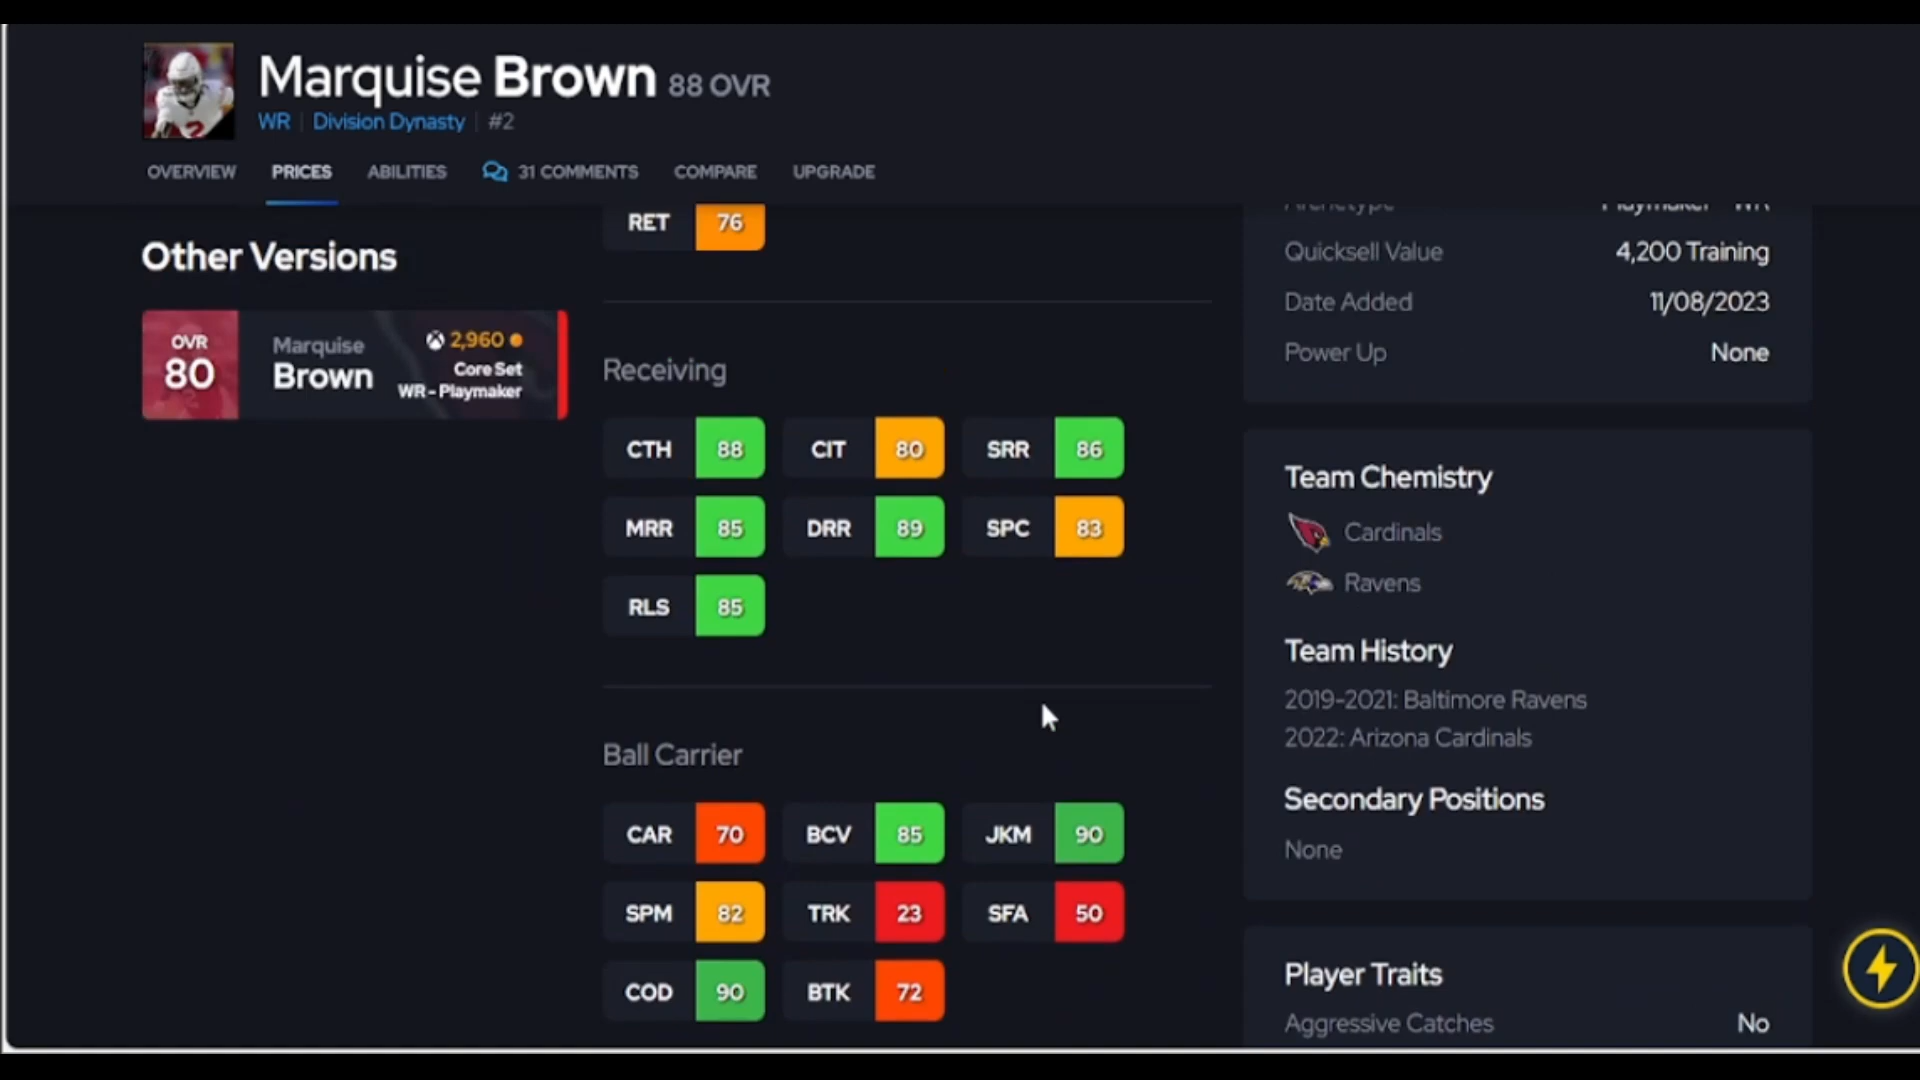 Marquise Brown 88 OVR
WR Division Dynasty #2
OVERVIEW PRICES ABILITIES 31 COMMENTS COMPARE UPGRADE
Other Versions
OVR
80
Marquise
Brown
2,960
Core Set
WR - Playmaker
RET 76
Receiving
CTH 88 CIT 80 SRR 86
MRR 85 DRR 89 SPC 83
RLS 85
Ball Carrier
CAR 70 BCV 85 JKM 90
SPM 82 TRK 23 SFA 50
COD 90 BTK 72
Archetype Playmaker - WR
Quicksell Value 4,200 Training
Date Added 11/08/2023
Power Up None
Team Chemistry
Cardinals
Ravens
Team History
2019-2021: Baltimore Ravens
2022: Arizona Cardinals
Secondary Positions
None
Player Traits
Aggressive Catches No